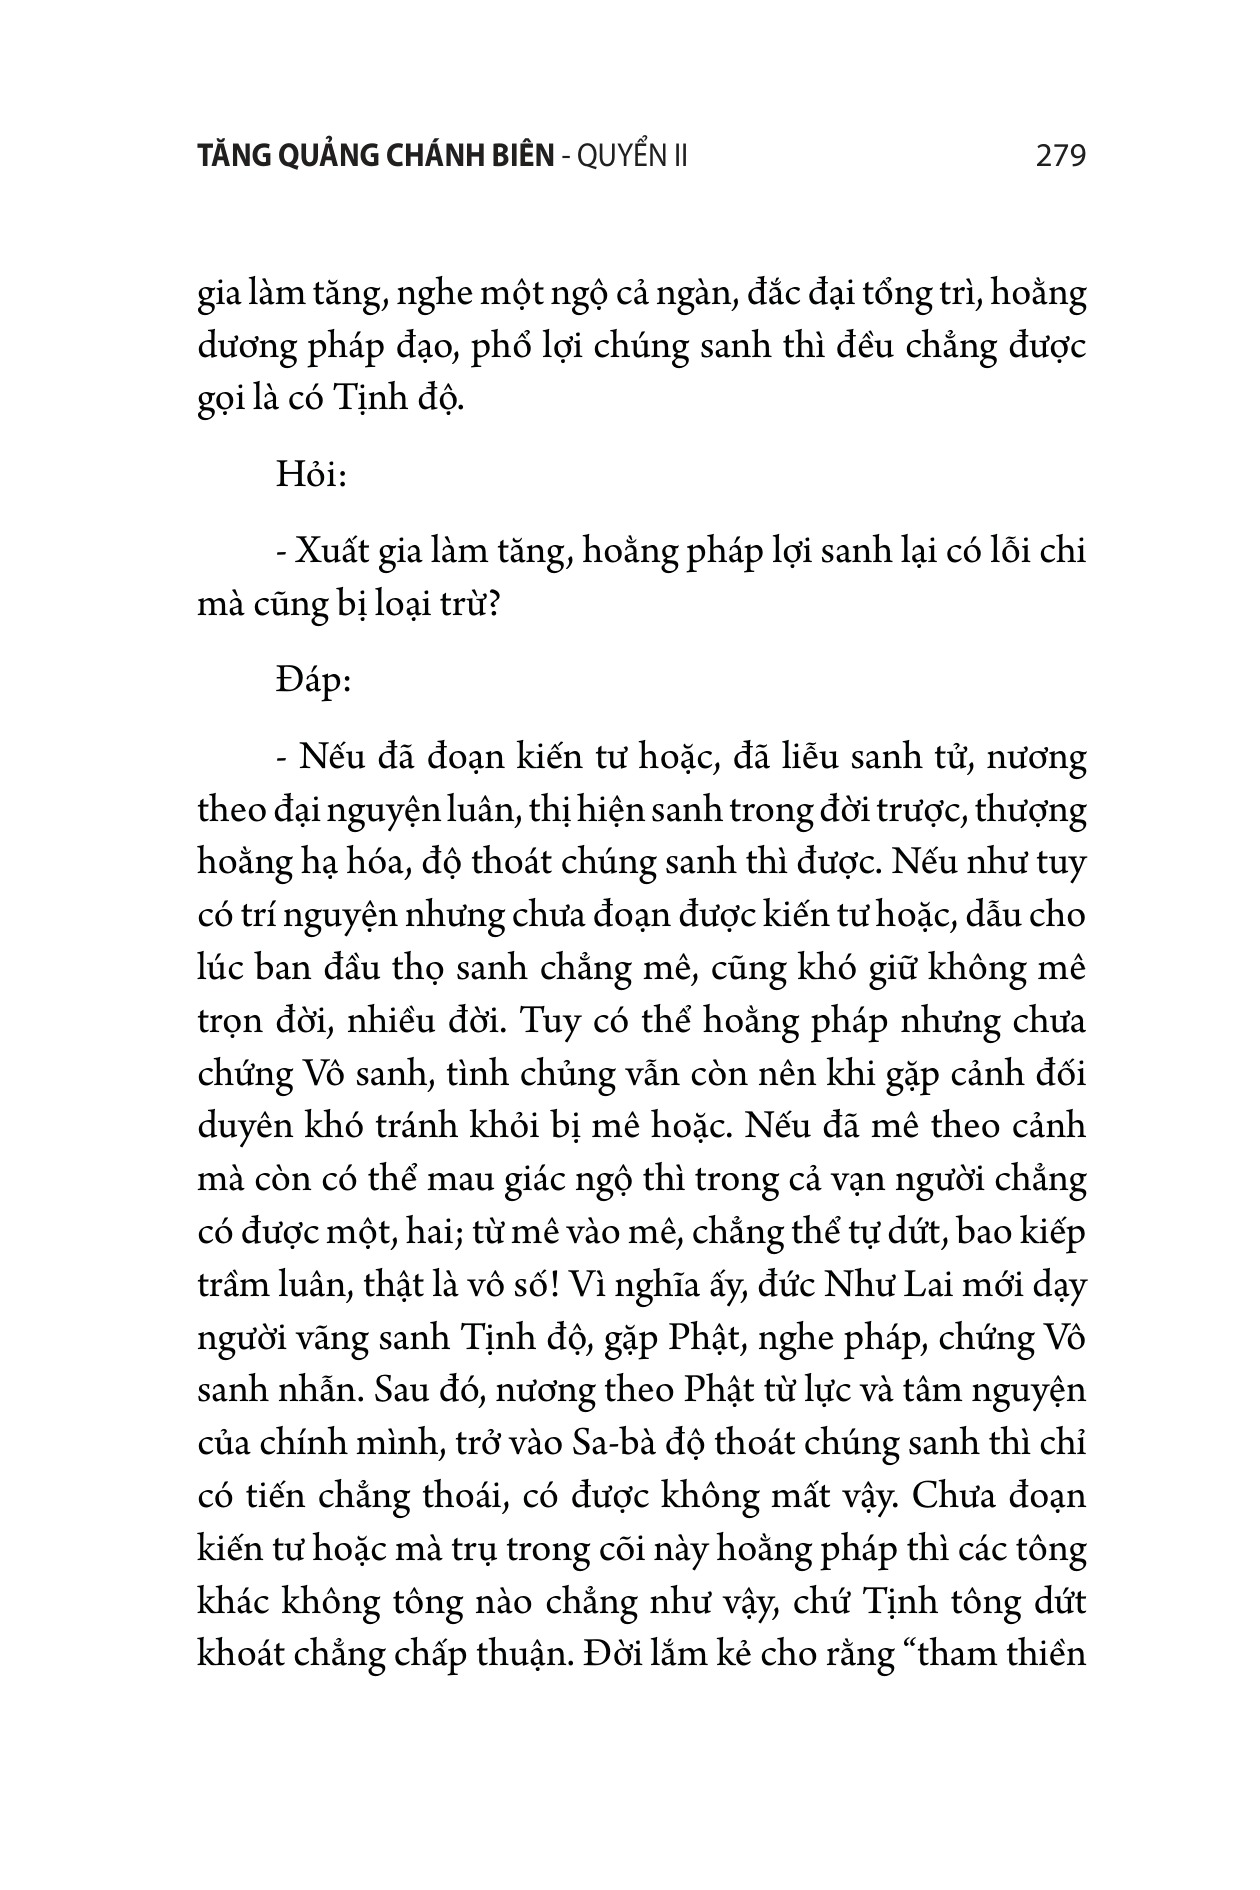 TĂNG QUẢNG CHÁNH BIÊN - QUYỂN II 279
gia làm tăng, nghe một ngộ cả ngàn, đắc đại tổng trì, hoằng
dương pháp đạo, phổ lợi chúng sanh thì đều chẳng được
gọi là có Tịnh độ.
Hỏi:
- Xuất gia làm tăng, hoằng pháp lợi sanh lại có lỗi chi
mà cũng bị loại trừ?
Đáp:
- Nếu đã đoạn kiến tư hoặc, đã liễu sanh tử, nương
theo đại nguyện luân, thị hiện sanh trong đời trược, thượng
hoằng hạ hóa, độ thoát chúng sanh thì được. Nếu như tuy
có trí nguyện nhưng chưa đoạn được kiến tư hoặc, dẫu cho
lúc ban đầu thọ sanh chẳng mê, cũng khó giữ không mê
trọn đời, nhiều đời. Tuy có thể hoằng pháp nhưng chưa
chứng Vô sanh, tình chủng vẫn còn nên khi gặp cảnh đối
duyên khó tránh khỏi bị mê hoặc. Nếu đã mê theo cảnh
mà còn có thể mau giác ngộ thì trong cả vạn người chẳng
có được một, hai; từ mê vào mê, chẳng thể tự dứt, bao kiếp
trầm luân, thật là vô số! Vì nghĩa ấy, đức Như Lai mới dạy
người vãng sanh Tịnh độ, gặp Phật, nghe pháp, chứng Vô
sanh nhẫn. Sau đó, nương theo Phật từ lực và tâm nguyện
của chính mình, trở vào Sa-bà độ thoát chúng sanh thì chỉ
có tiến chẳng thoái, có được không mất vậy. Chưa đoạn
kiến tư hoặc mà trụ trong cõi này hoằng pháp thì các tông
khác không tông nào chẳng như vậy, chứ Tịnh tông dứt
khoát chẳng chấp thuận. Đời lắm kẻ cho rằng “tham thiền